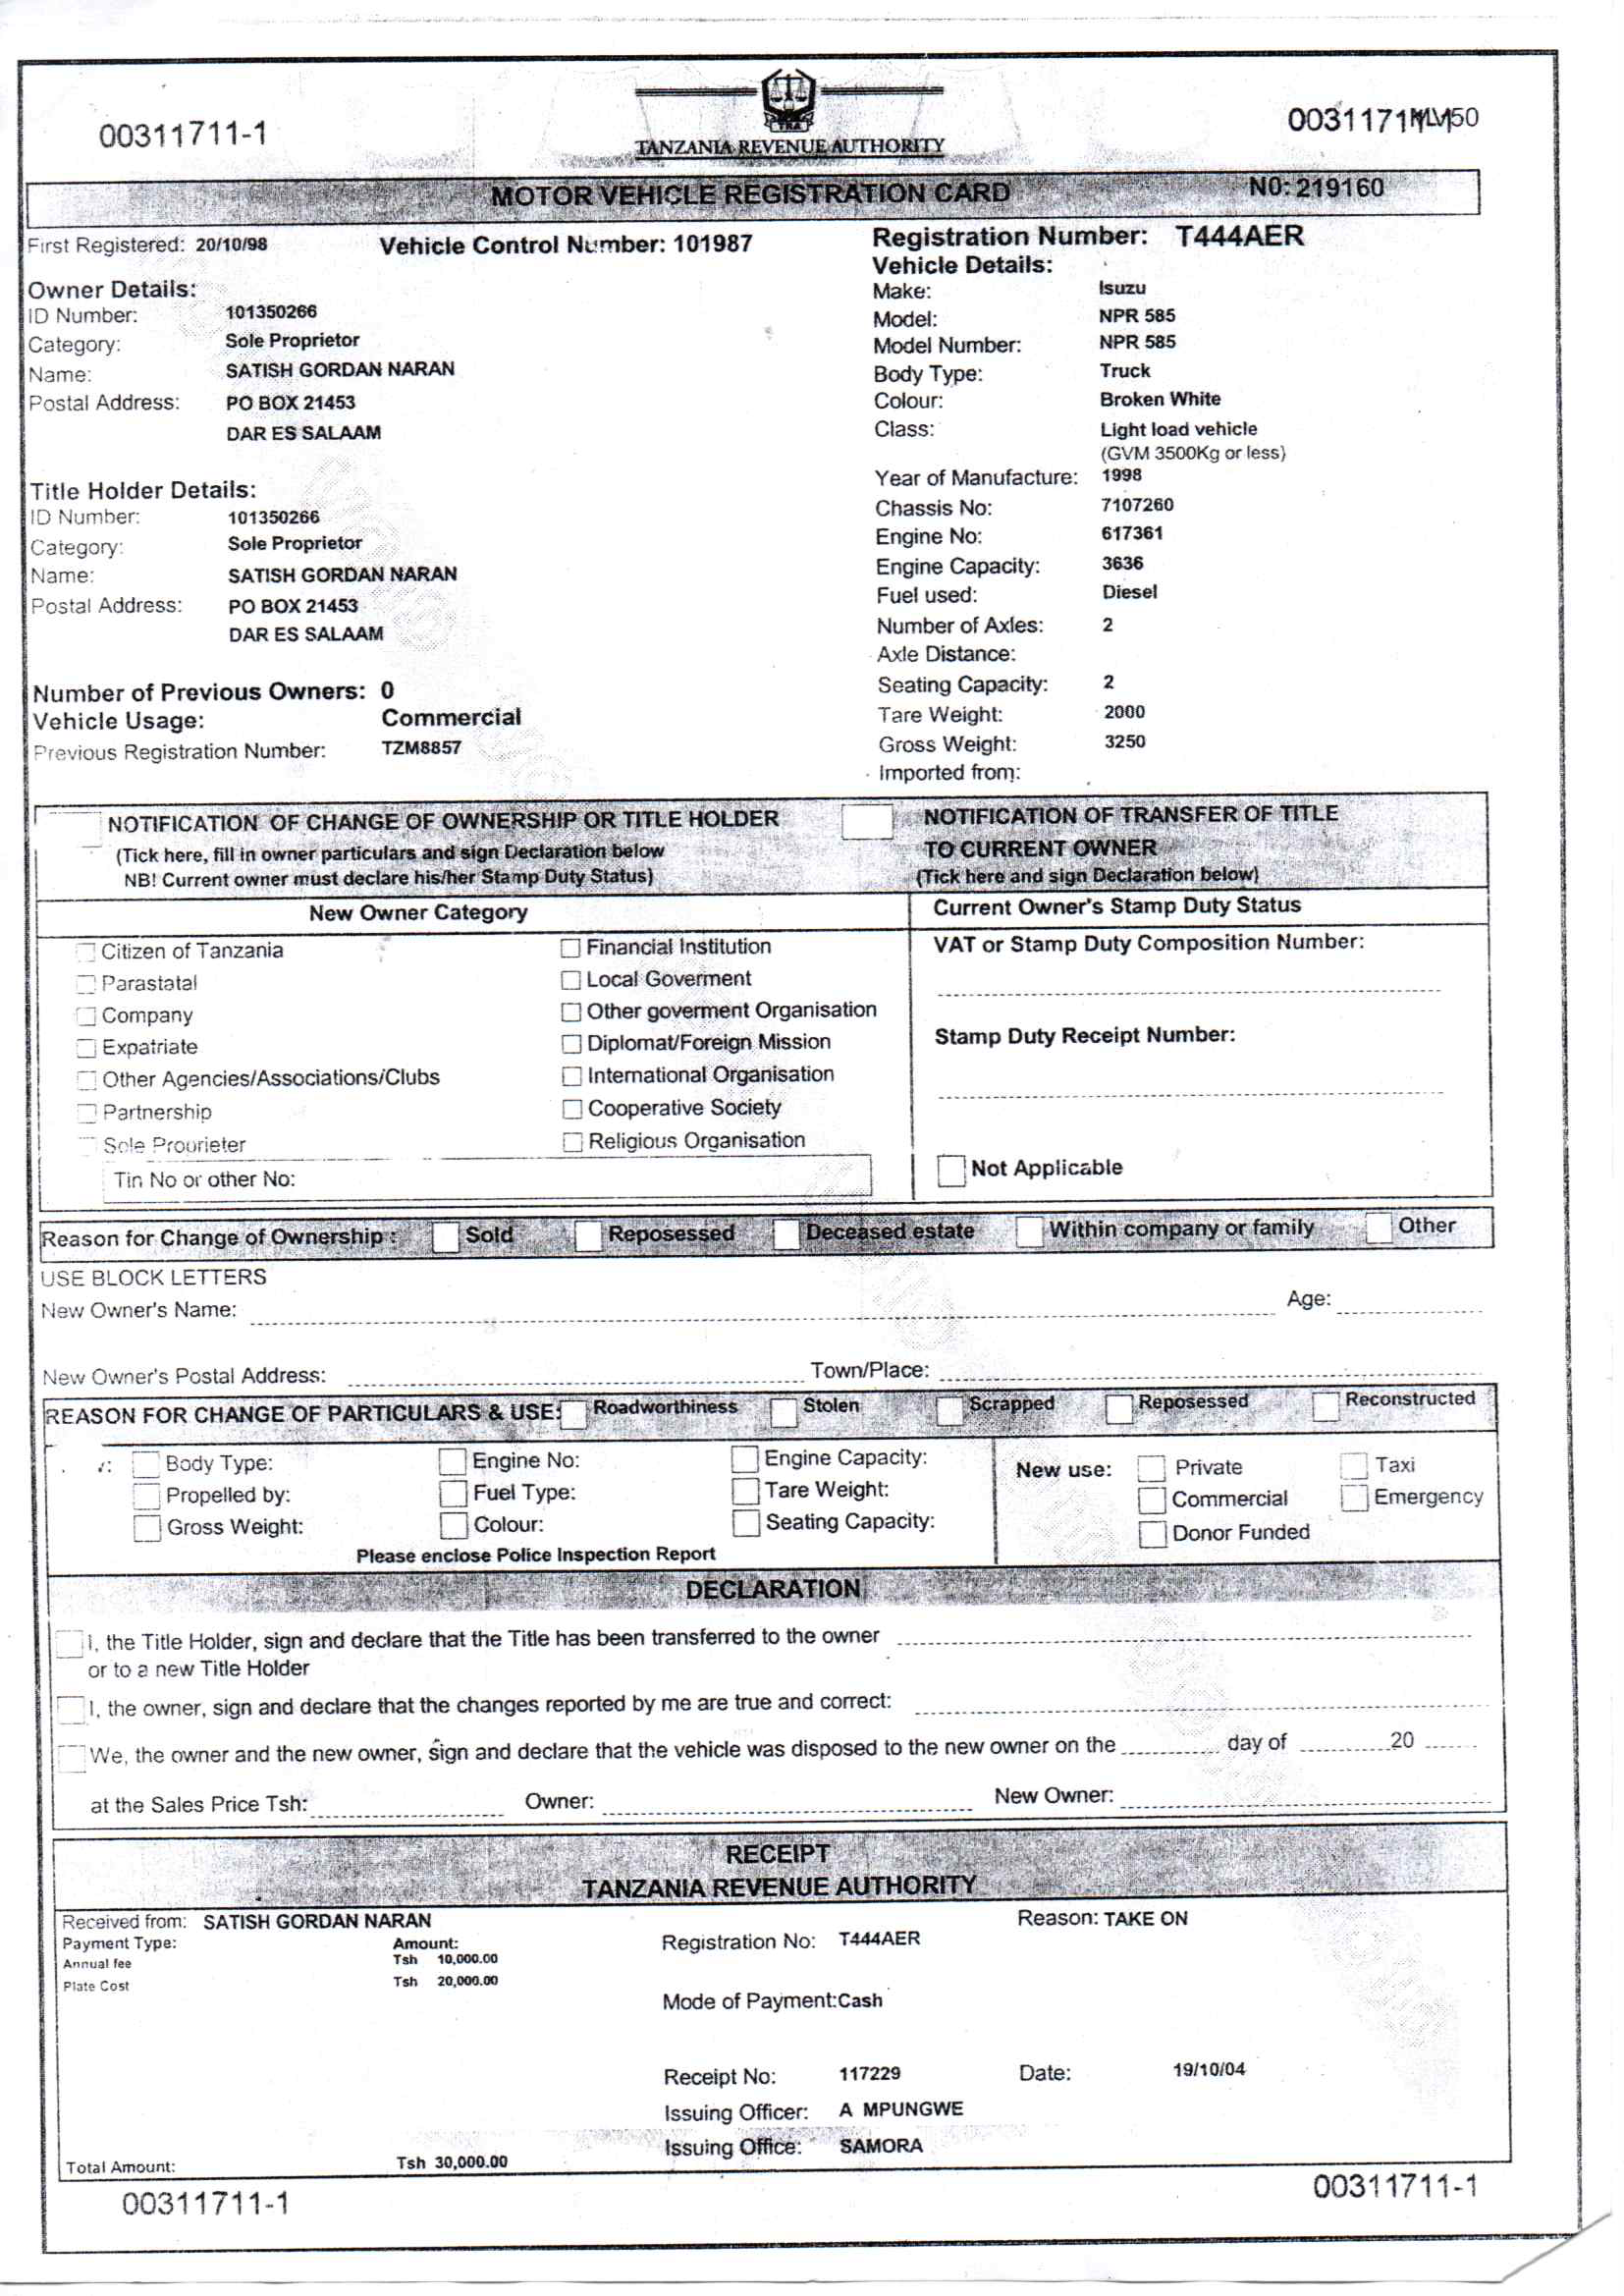 00311711-1
TRA
TANZANIA REVENUE AUTHORITY
MOTOR VEHICLE REGISTRATION CARD N0: 219160
First Registered: 20/10/98 Vehicle Control Number: 101987
Owner Details:
ID Number: 101350266
Category: Sole Proprietor
Name: SATISH GORDAN NARAN
Postal Address: PO BOX 21453
DAR ES SALAAM
Title Holder Details:
ID Number: 101350266
Category: Sole Proprietor
Name: SATISH GORDAN NARAN
Postal Address: PO BOX 21453
DAR ES SALAAM
Number of Previous Owners: 0
Vehicle Usage: Commercial
Previous Registration Number: TZM8857
Registration Number: T444AER
Vehicle Details:
Make: Isuzu
Model: NPR 585
Model Number: NPR 585
Body Type: Truck
Colour: Broken White
Class: Light load vehicle
(GVM 3500Kg or less)
Year of Manufacture: 1998
Chassis No: 7107260
Engine No: 617361
Engine Capacity: 3636
Fuel used: Diesel
Number of Axles: 2
Axle Distance:
Seating Capacity: 2
Tare Weight: 2000
Gross Weight: 3250
Imported from:
NOTIFICATION OF CHANGE OF OWNERSHIP OR TITLE HOLDER
(Tick here, fill in owner particulars and sign Declaration below
NB! Current owner must declare his/her Stamp Duty Status)
NOTIFICATION OF TRANSFER OF TITLE
TO CURRENT OWNER
(Tick here and sign Declaration below)
New Owner Category
Citizen of Tanzania
Parastatal
Company
Expatriate
Other Agencies/Associations/Clubs
Partnership
Sole Proprieter
Financial Institution
Local Goverment
Other goverment Organisation
Diplomat/Foreign Mission
International Organisation
Cooperative Society
Religious Organisation
Tin No or other No:
Current Owner's Stamp Duty Status
VAT or Stamp Duty Composition Number:
Stamp Duty Receipt Number:
Not Applicable
Reason for Change of Ownership : Sold Reposessed Deceased estate Within company or family Other
USE BLOCK LETTERS
New Owner's Name: Age:
New Owner's Postal Address: Town/Place:
REASON FOR CHANGE OF PARTICULARS & USE: Roadworthiness Stolen Scrapped Reposessed Reconstructed
Body Type: Engine No: Engine Capacity:
Propelled by: Fuel Type: Tare Weight:
Gross Weight: Colour: Seating Capacity:
Please enclose Police Inspection Report
New use: Private Taxi
Commercial Emergency
Donor Funded
DECLARATION
I, the Title Holder, sign and declare that the Title has been transferred to the owner
or to a new Title Holder
I, the owner, sign and declare that the changes reported by me are true and correct:
We, the owner and the new owner, sign and declare that the vehicle was disposed to the new owner on the day of 20
at the Sales Price Tsh: Owner: New Owner:
RECEIPT
TANZANIA REVENUE AUTHORITY
Received from: SATISH GORDAN NARAN Reason: TAKE ON
Payment Type: Amount: Registration No: T444AER
Annual fee Tsh 10,000.00
Plate Cost Tsh 20,000.00
Mode of Payment:Cash
Receipt No: 117229 Date: 19/10/04
Issuing Officer: A MPUNGWE
Issuing Office: SAMORA
Total Amount: Tsh 30,000.00
00311711-1 00311711-1